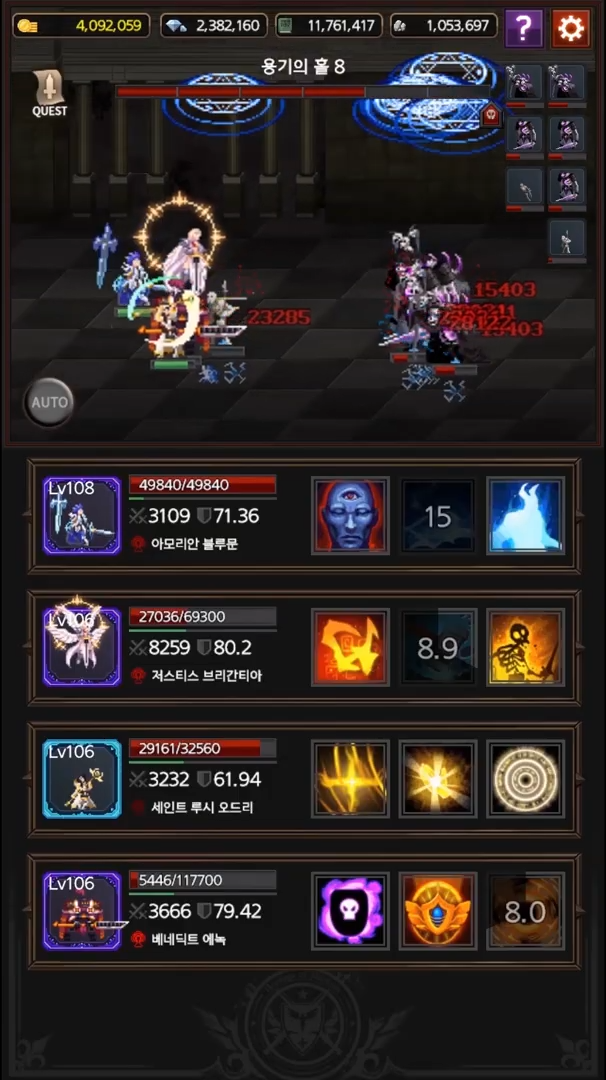 4,092,059 2,382,160 11,761,417 1,053,697 ?
용기의 홀 8
QUEST
15403
23285
AUTO
Lv108 49840/49840
3109 71.36 15
아모리안 블루문
Lv106 27036/69300
8259 80.2 8.9
저스티스 브리간티아
Lv106 29161/32560
3232 61.94
세인트 루시 오드리
Lv106 5446/117700
3666 79.42 8.0
베네딕트 에녹